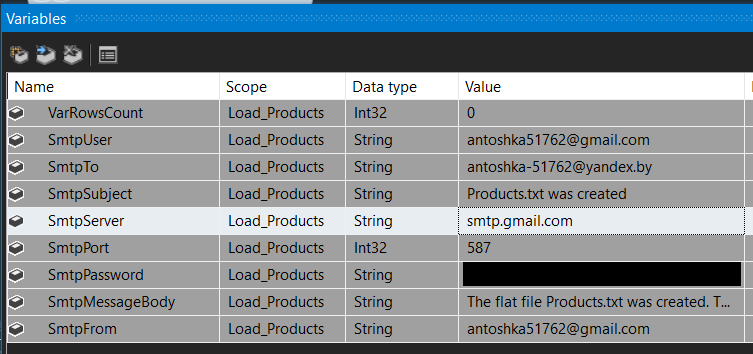 Variables
Name Scope Data type Value
VarRowsCount Load_Products Int32 0
SmtpUser Load_Products String antoshka51762@gmail.com
SmtpTo Load_Products String antoshka-51762@yandex.by
SmtpSubject Load_Products String Products.txt was created
SmtpServer Load_Products String smtp.gmail.com
SmtpPort Load_Products Int32 587
SmtpPassword Load_Products String
SmtpMessageBody Load_Products String The flat file Products.txt was created. T...
SmtpFrom Load_Products String antoshka51762@gmail.com